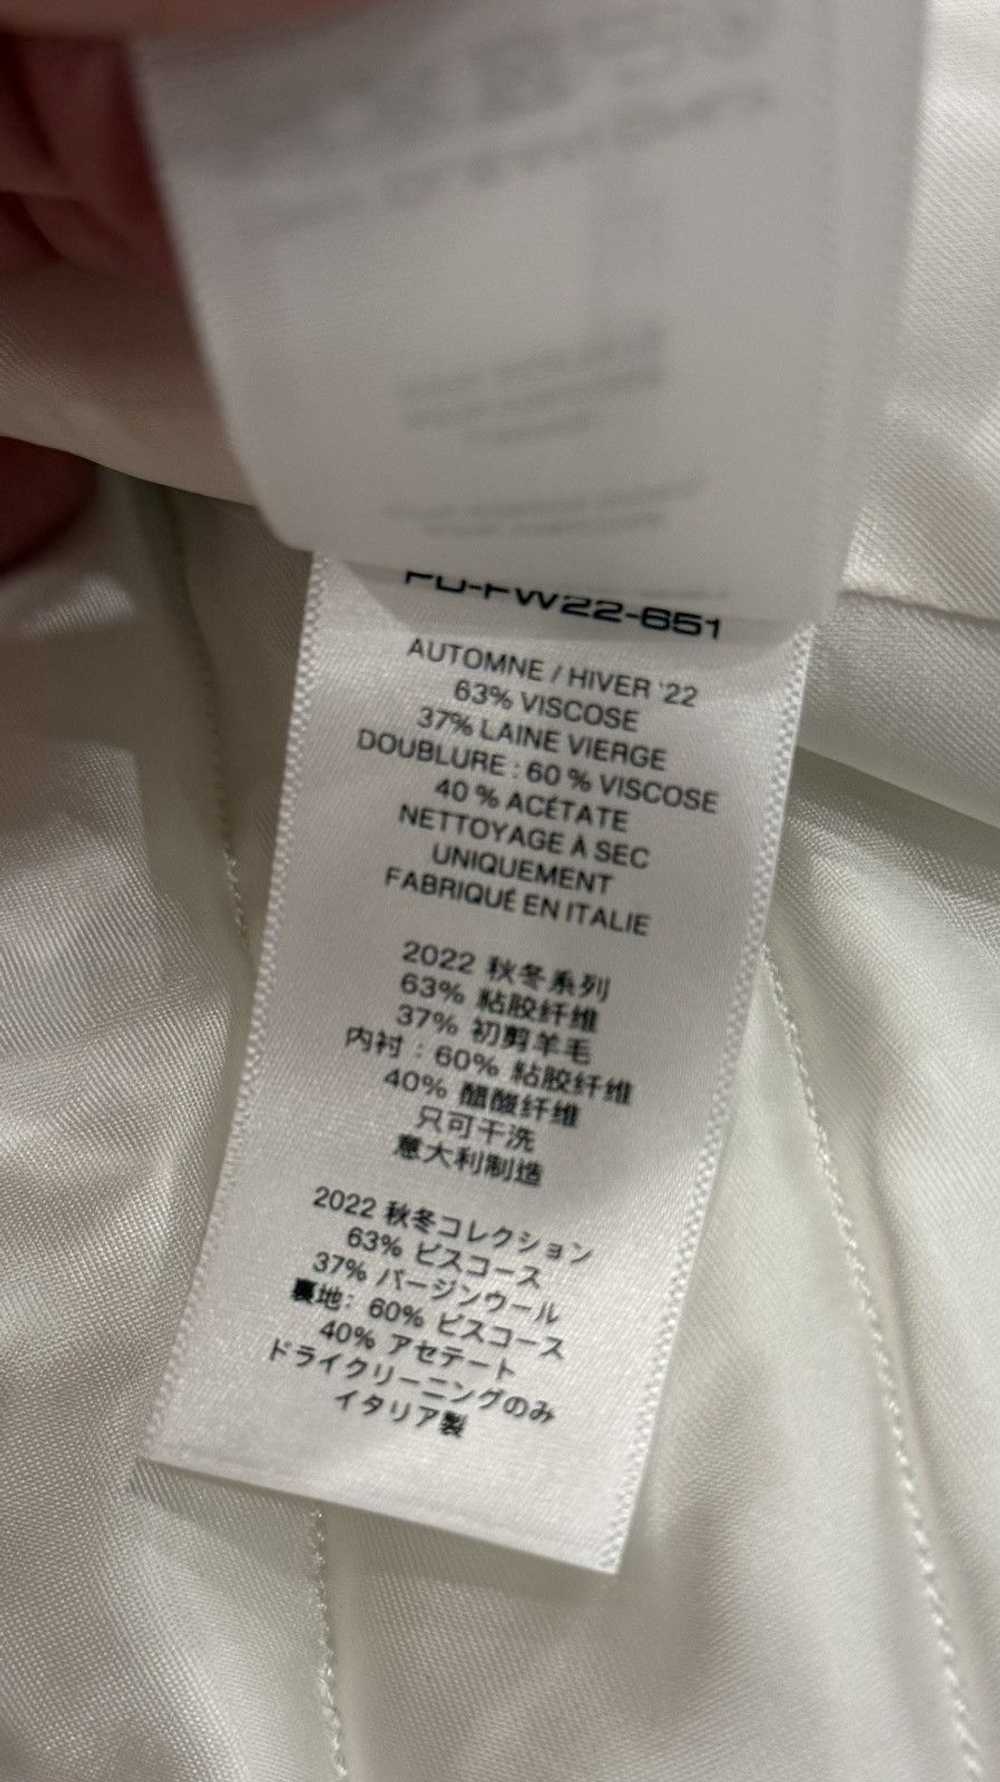 PD-FW22-651
AUTOMNE / HIVER '22
63% VISCOSE
37% LAINE VIERGE
DOUBLURE : 60 % VISCOSE
40 % ACÉTATE
NETTOYAGE À SEC
UNIQUEMENT
FABRIQUÉ EN ITALIE
2022 秋冬系列
63% 粘胶纤维
37% 初剪羊毛
内衬：60% 粘胶纤维
40% 醋酸纤维
只可干洗
意大利制造
2022 秋冬コレクション
63% ビスコース
37% バージンウール
裏地: 60% ビスコース
40% アセテート
ドライクリーニングのみ
イタリア製